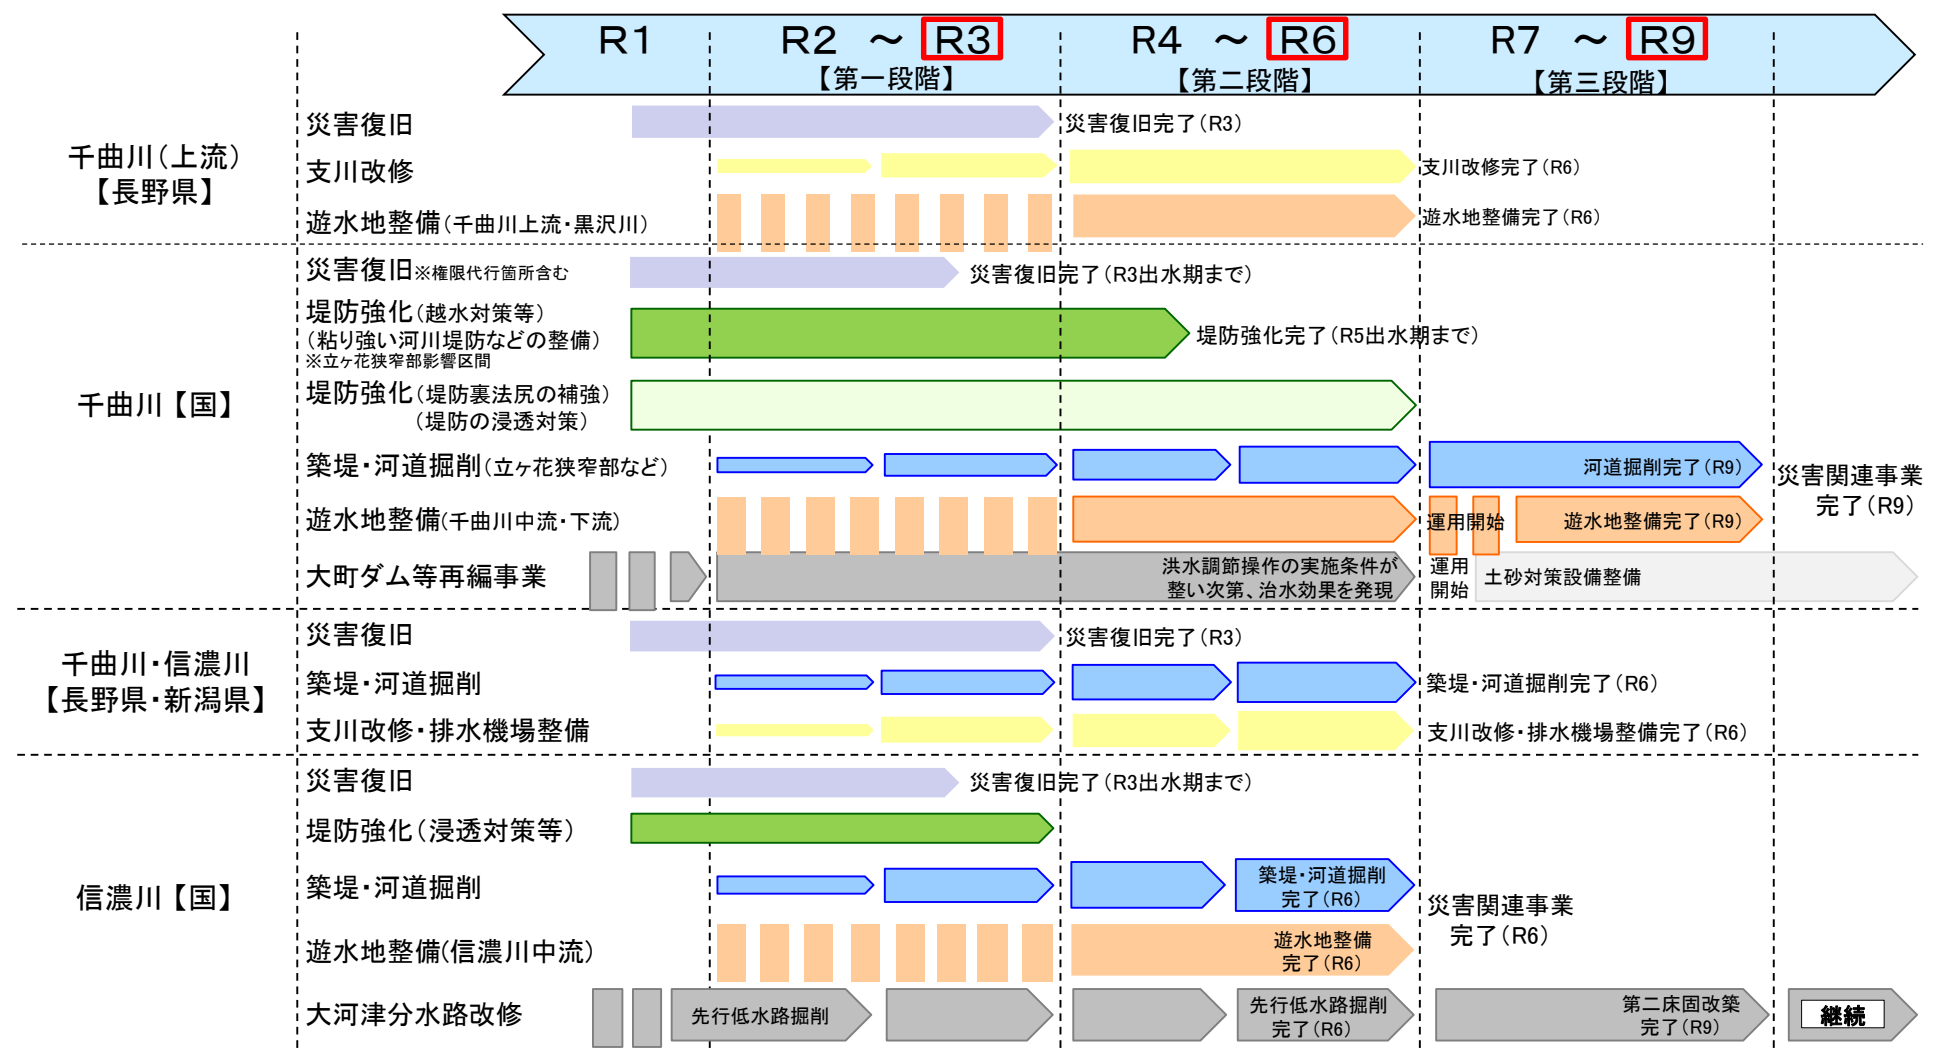 R1
R2 ～ R3
【第一段階】
R4 ～ R6
【第二段階】
R7 ～ R9
【第三段階】
千曲川（上流）
【長野県】
災害復旧
災害復旧完了（R3）
支川改修
支川改修完了（R6）
遊水地整備（千曲川上流・黒沢川）
遊水地整備完了（R6）
千曲川【国】
災害復旧※権限代行箇所含む
災害復旧完了（R3出水期まで）
堤防強化（越水対策等）
（粘り強い河川堤防などの整備）
※立ヶ花狭窄部影響区間
堤防強化完了（R5出水期まで）
堤防強化（堤防裏法尻の補強）
（堤防の浸透対策）
築堤・河道掘削（立ヶ花狭窄部など）
河道掘削完了（R9）
遊水地整備（千曲川中流・下流）
運用開始
遊水地整備完了（R9）
災害関連事業
完了（R9）
大町ダム等再編事業
洪水調節操作の実施条件が
整い次第、治水効果を発現
運用
開始
土砂対策設備整備
千曲川・信濃川
【長野県・新潟県】
災害復旧
災害復旧完了（R3）
築堤・河道掘削
築堤・河道掘削完了（R6）
支川改修・排水機場整備
支川改修・排水機場整備完了（R6）
信濃川【国】
災害復旧
災害復旧完了（R3出水期まで）
堤防強化（浸透対策等）
築堤・河道掘削
築堤・河道掘削
完了（R6）
遊水地整備(信濃川中流)
遊水地整備
完了（R6）
災害関連事業
完了（R6）
大河津分水路改修
先行低水路掘削
先行低水路掘削
完了（R6）
第二床固改築
完了（R9）
継続